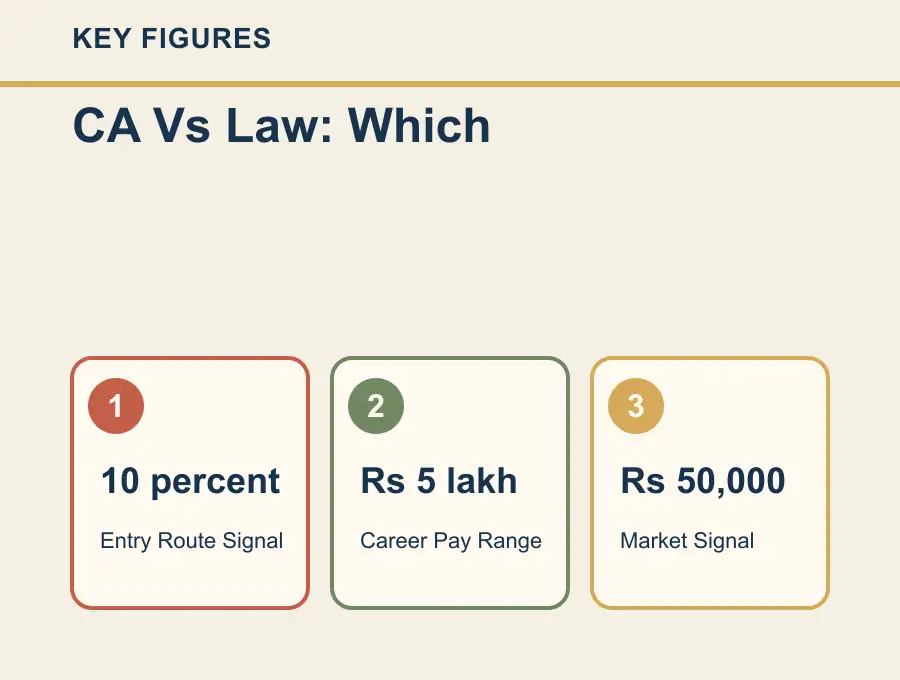 KEY FIGURES
CA Vs Law: Which
1
10 percent
Entry Route Signal
2
Rs 5 lakh
Career Pay Range
3
Rs 50,000
Market Signal